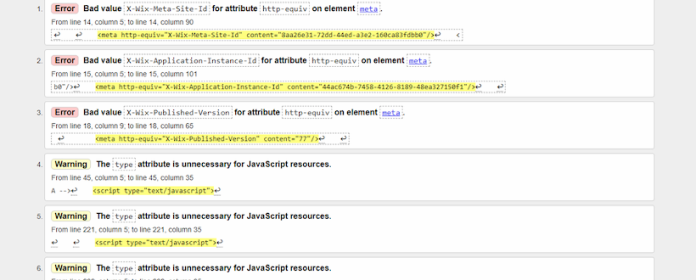 1. Error Bad value X-Wix-Meta-Site-Id for attribute http-equiv on element meta.
From line 14, column 5; to line 14, column 90
↩ ↩ <meta http-equiv="X-Wix-Meta-Site-Id" content="8aa26e31-72dd-44ed-a3e2-160ca83fdbb0"/>↩ <
2. Error Bad value X-Wix-Application-Instance-Id for attribute http-equiv on element meta.
From line 15, column 5; to line 15, column 101
b0"/>↩ <meta http-equiv="X-Wix-Application-Instance-Id" content="44ac674b-7458-4126-8189-48ea327150f1"/>↩ ↩
3. Error Bad value X-Wix-Published-Version for attribute http-equiv on element meta.
From line 18, column 9; to line 18, column 65
↩ <meta http-equiv="X-Wix-Published-Version" content="77"/>↩ ↩
4. Warning The type attribute is unnecessary for JavaScript resources.
From line 45, column 5; to line 45, column 35
A -->↩ <script type="text/javascript">↩
5. Warning The type attribute is unnecessary for JavaScript resources.
From line 221, column 5; to line 221, column 35
↩ ↩ <script type="text/javascript">↩
6. Warning The type attribute is unnecessary for JavaScript resources.